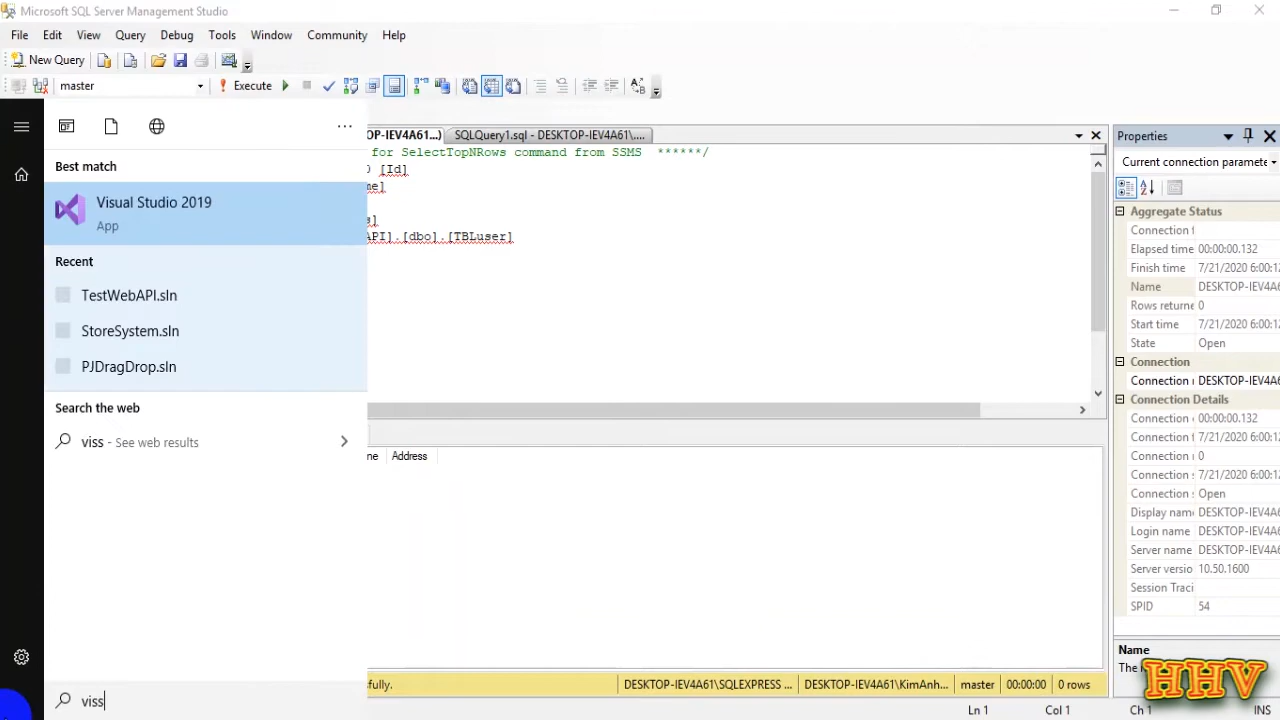 Microsoft SQL Server Management Studio
File Edit View Query Debug Tools Window Community Help
New Query
master Execute
OP-IEV4A61...) SQLQuery1.sql - DESKTOP-IEV4A61\....
for SelectTopNRows command from SSMS ******/
[Id]
me]
s]
API].[dbo].[TBLuser]
Best match
Visual Studio 2019
App
Recent
TestWebAPI.sln
StoreSystem.sln
PJDragDrop.sln
Search the web
viss - See web results
viss
ne Address
fully. DESKTOP-IEV4A61\SQLEXPRESS ... DESKTOP-IEV4A61\KimAnh... master 00:00:00 0 rows
Ln 1 Col 1 Ch 1 INS
Properties
Current connection paramete
Aggregate Status
Connection f
Elapsed time 00:00:00.132
Finish time 7/21/2020 6:00:12
Name DESKTOP-IEV4A6
Rows returne 0
Start time 7/21/2020 6:00:12
State Open
Connection
Connection n DESKTOP-IEV4A6
Connection Details
Connection e 00:00:00.132
Connection f 7/21/2020 6:00:12
Connection r 0
Connection s 7/21/2020 6:00:12
Connection s Open
Display name DESKTOP-IEV4A6
Login name DESKTOP-IEV4A6
Server name DESKTOP-IEV4A6
Server versio 10.50.1600
Session Traci
SPID 54
Name
The
HHV